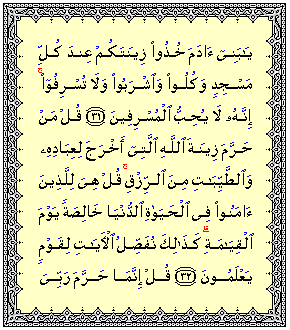 يَـٰبَنِىٓ ءَادَمَ خُذُوا۟ زِينَتَكُمْ عِندَ كُلِّ
مَسْجِدٍ وَكُلُوا۟ وَٱشْرَبُوا۟ وَلَا تُسْرِفُوٓا۟ ۚ
إِنَّهُۥ لَا يُحِبُّ ٱلْمُسْرِفِينَ ﴿٣١﴾ قُلْ مَنْ
حَرَّمَ زِينَةَ ٱللَّهِ ٱلَّتِىٓ أَخْرَجَ لِعِبَادِهِۦ
وَٱلطَّيِّبَـٰتِ مِنَ ٱلرِّزْقِ ۚ قُلْ هِىَ لِلَّذِينَ
ءَامَنُوا۟ فِى ٱلْحَيَوٰةِ ٱلدُّنْيَا خَالِصَةً يَوْمَ
ٱلْقِيَـٰمَةِ ۗ كَذَٰلِكَ نُفَصِّلُ ٱلْـَٔايَـٰتِ لِقَوْمٍ
يَعْلَمُونَ ﴿٣٢﴾ قُلْ إِنَّمَا حَرَّمَ رَبِّىَ